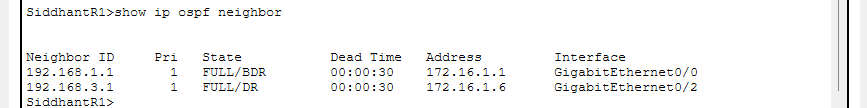 SiddhantR1>show ip ospf neighbor
Neighbor ID Pri State Dead Time Address Interface
192.168.1.1 1 FULL/BDR 00:00:30 172.16.1.1 GigabitEthernet0/0
192.168.3.1 1 FULL/DR 00:00:30 172.16.1.6 GigabitEthernet0/2
SiddhantR1>